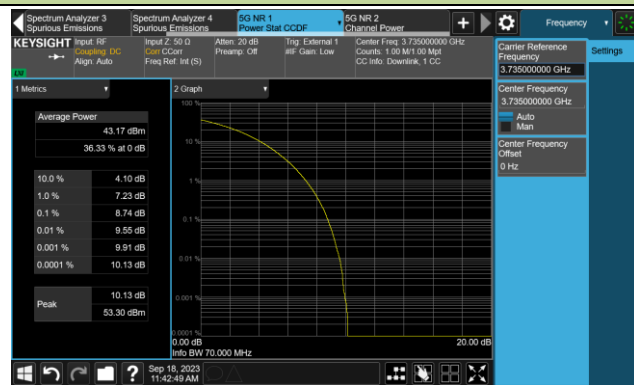 Spectrum Analyzer 3
Spurious Emissions
Spectrum Analyzer 4
Spurious Emissions
5G NR 1
Power Stat CCDF
5G NR 2
Channel Power
+
Frequency
KEYSIGHT
Input: RF
Coupling: DC
Align: Auto
Input Z: 50 Ω
Corr CCorr
Freq Ref: Int (S)
Atten: 20 dB
Preamp: Off
Trig: External 1
#IF Gain: Low
Center Freq: 3.735000000 GHz
Counts: 1.00 M/1.00 Mpt
CC Info: Downlink, 1 CC
Carrier Reference
Frequency
3.735000000 GHz
Settings
Center Frequency
3.735000000 GHz
Auto
Man
Center Frequency
Offset
0 Hz
1 Metrics
Average Power
43.17 dBm
36.33 % at 0 dB
10.0 % 4.10 dB
1.0 % 7.23 dB
0.1 % 8.74 dB
0.01 % 9.55 dB
0.001 % 9.91 dB
0.0001 % 10.13 dB
Peak
10.13 dB
53.30 dBm
2 Graph
100 %
10 %
1 %
0.1 %
0.01 %
0.001 %
0.0001 %
0.00 dB
20.00 dB
Info BW 70.000 MHz
?
Sep 18, 2023
11:42:49 AM